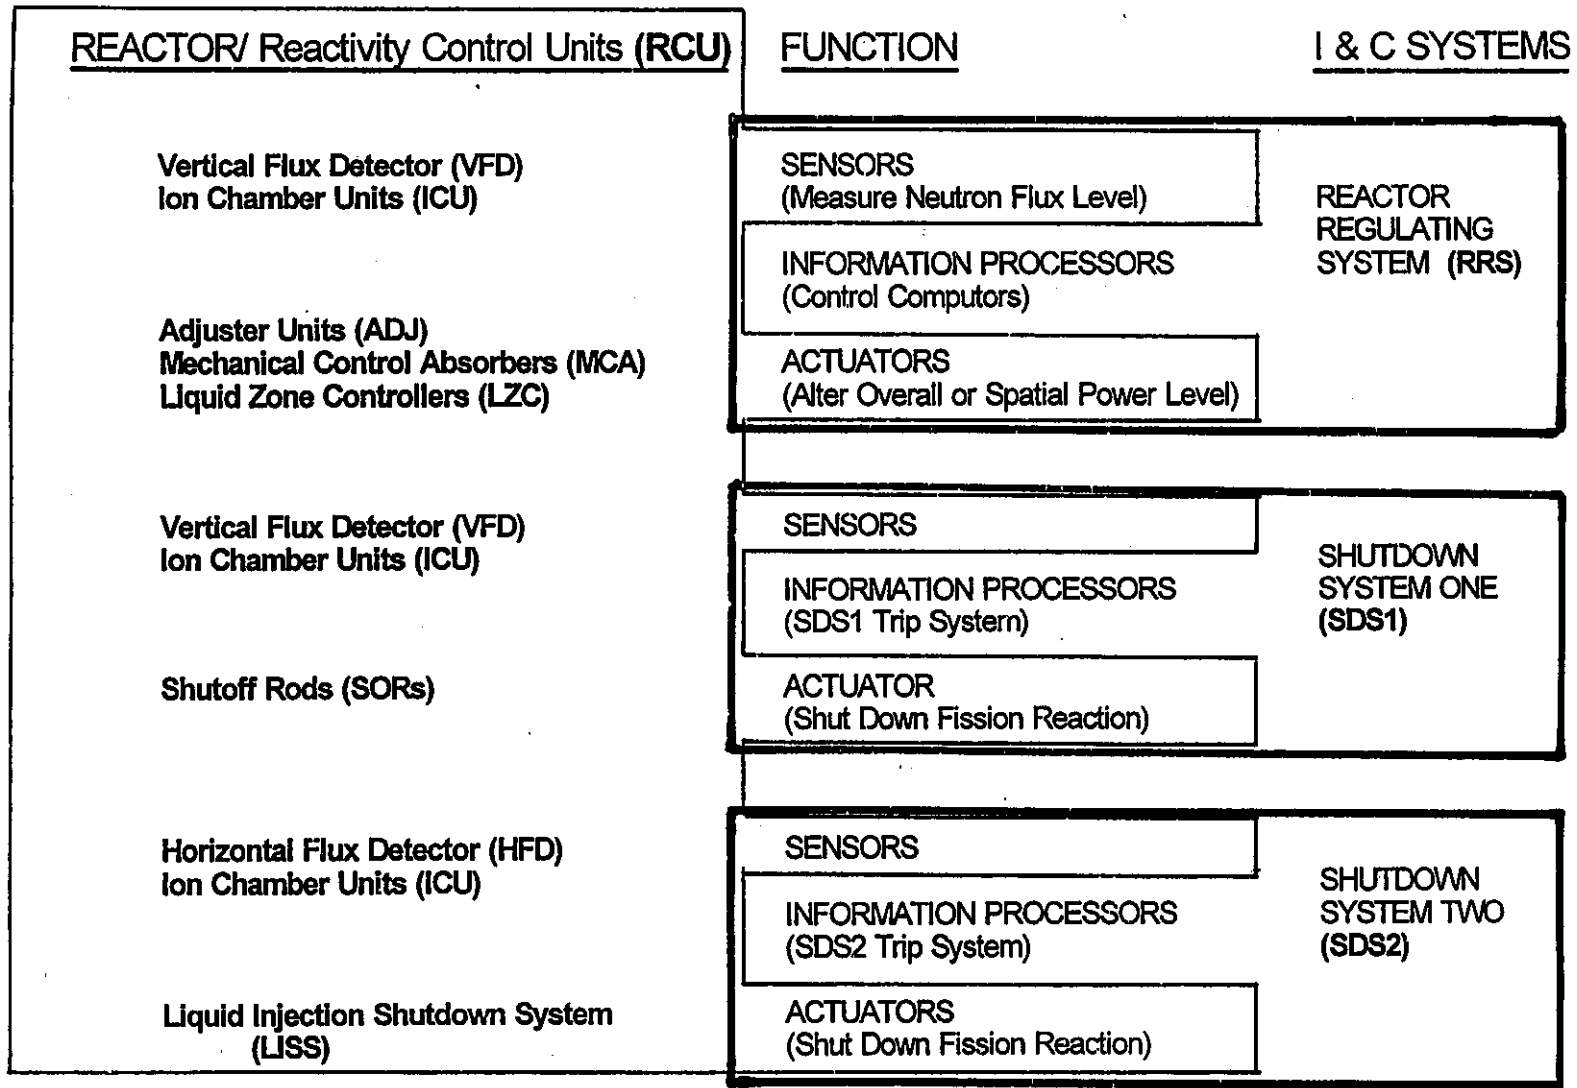 REACTOR/ Reactivity Control Units (RCU)
FUNCTION
I & C SYSTEMS
Vertical Flux Detector (VFD)
Ion Chamber Units (ICU)
SENSORS
(Measure Neutron Flux Level)
INFORMATION PROCESSORS
(Control Computors)
Adjuster Units (ADJ)
Mechanical Control Absorbers (MCA)
Liquid Zone Controllers (LZC)
ACTUATORS
(Alter Overall or Spatial Power Level)
REACTOR
REGULATING
SYSTEM (RRS)
Vertical Flux Detector (VFD)
Ion Chamber Units (ICU)
SENSORS
INFORMATION PROCESSORS
(SDS1 Trip System)
Shutoff Rods (SORs)
ACTUATOR
(Shut Down Fission Reaction)
SHUTDOWN
SYSTEM ONE
(SDS1)
Horizontal Flux Detector (HFD)
Ion Chamber Units (ICU)
SENSORS
INFORMATION PROCESSORS
(SDS2 Trip System)
Liquid Injection Shutdown System
(LISS)
ACTUATORS
(Shut Down Fission Reaction)
SHUTDOWN
SYSTEM TWO
(SDS2)